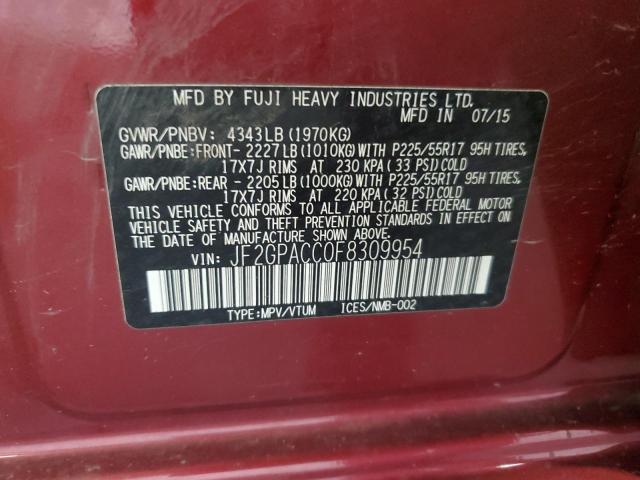 MFD BY FUJI HEAVY INDUSTRIES LTD.
MFD IN 07/15
GVWR/PNBV: 4343LB(1970KG)
GAWR/PNBE:FRONT- 2227LB(1010KG)WITH P225/55R17 95H TIRES,
17X7J RIMS AT 230 KPA(33 PSI)COLD
GAWR/PNBE:REAR - 2205LB(1000KG)WITH P225/55R17 95H TIRES,
17X7J RIMS AT 220 KPA(32 PSI)COLD
THIS VEHICLE CONFORMS TO ALL APPLICABLE FEDERAL MOTOR
VEHICLE SAFETY AND THEFT PREVENTION STANDARDS IN EFFECT
ON THE DATE OF MANUFACTURE SHOWN ABOVE.
VIN: JF2GPACC0F8309954
TYPE:MPV/VTUM ICES/NMB-002